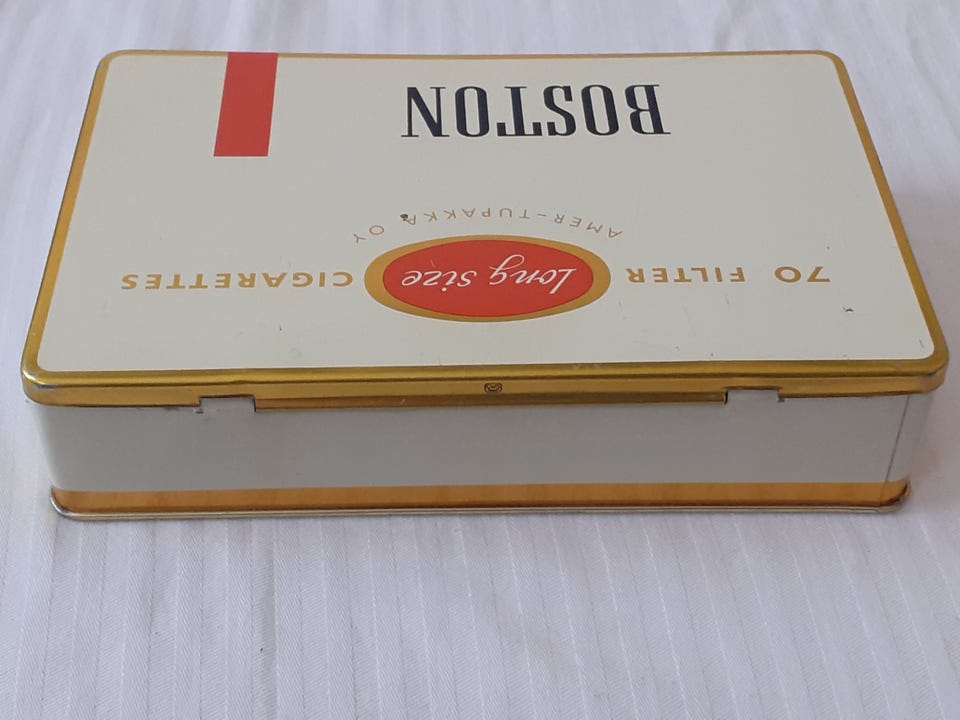 70 FILTER Long Size CIGARETTES
AMER-TUPAKKA OY
BOSTON